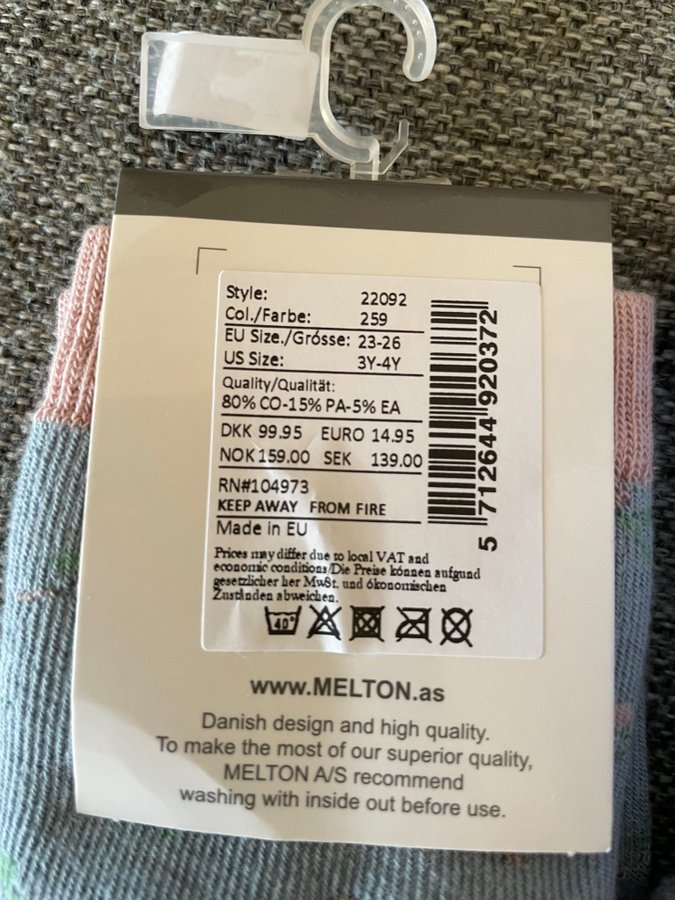 Style: 22092
Col./Farbe: 259
EU Size./Grósse: 23-26
US Size: 3Y-4Y
Quality/Qualität:
80% CO-15% PA-5% EA
DKK 99.95 EURO 14.95
NOK 159.00 SEK 139.00
RN#104973
KEEP AWAY FROM FIRE
Made in EU
Prices may differ due to local VAT and
economic conditions/Die Preise können aufgund
gesetzlicher her MwSt. und ökonomischen
Zuständen abweichen.
40°
5 712644 920372
www.MELTON.as
Danish design and high quality.
To make the most of our superior quality,
MELTON A/S recommend
washing with inside out before use.